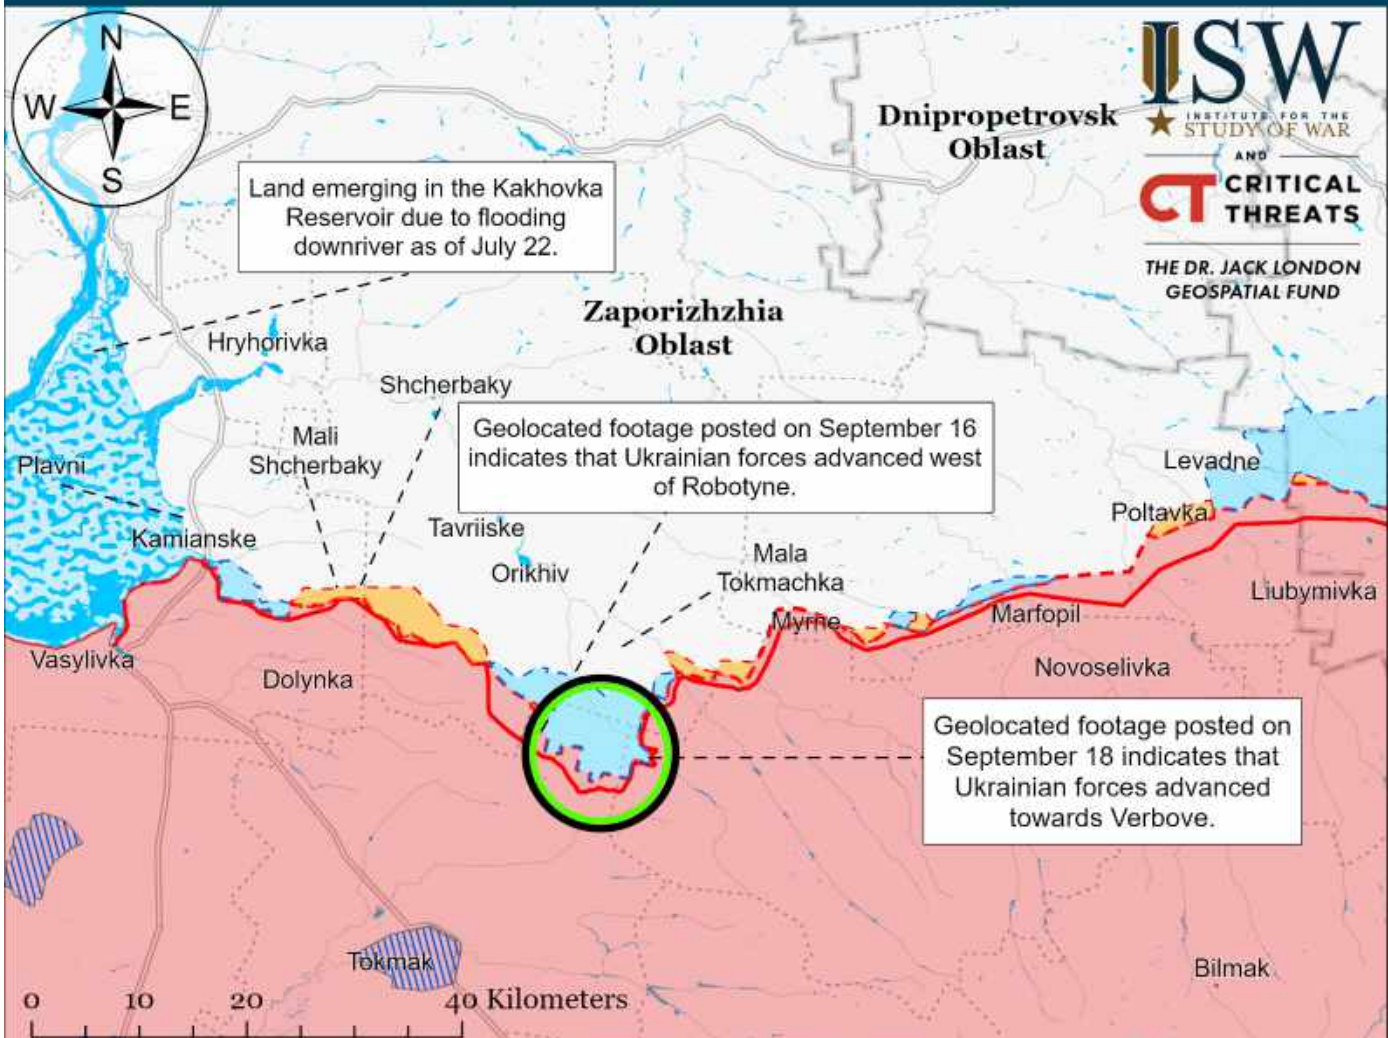 N
W
E
S
ISW
INSTITUTE FOR THE
STUDY OF WAR
AND
CT CRITICAL
THREATS
THE DR. JACK LONDON
GEOSPATIAL FUND
Dnipropetrovsk
Oblast
Land emerging in the Kakhovka
Reservoir due to flooding
downriver as of July 22.
Zaporizhzhia
Oblast
Hryhorivka
Shcherbaky
Geolocated footage posted on September 16
indicates that Ukrainian forces advanced west
of Robotyne.
Mali
Shcherbaky
Plavni
Levadne
Poltavka
Kamianske
Tavriiske
Orikhiv
Mala
Tokmachka
Myrne
Marfopil
Liubymivka
Vasylivka
Dolynka
Novoselivka
Geolocated footage posted on
September 18 indicates that
Ukrainian forces advanced
towards Verbove.
Tokmak
Bilmak
0 10 20 40 Kilometers